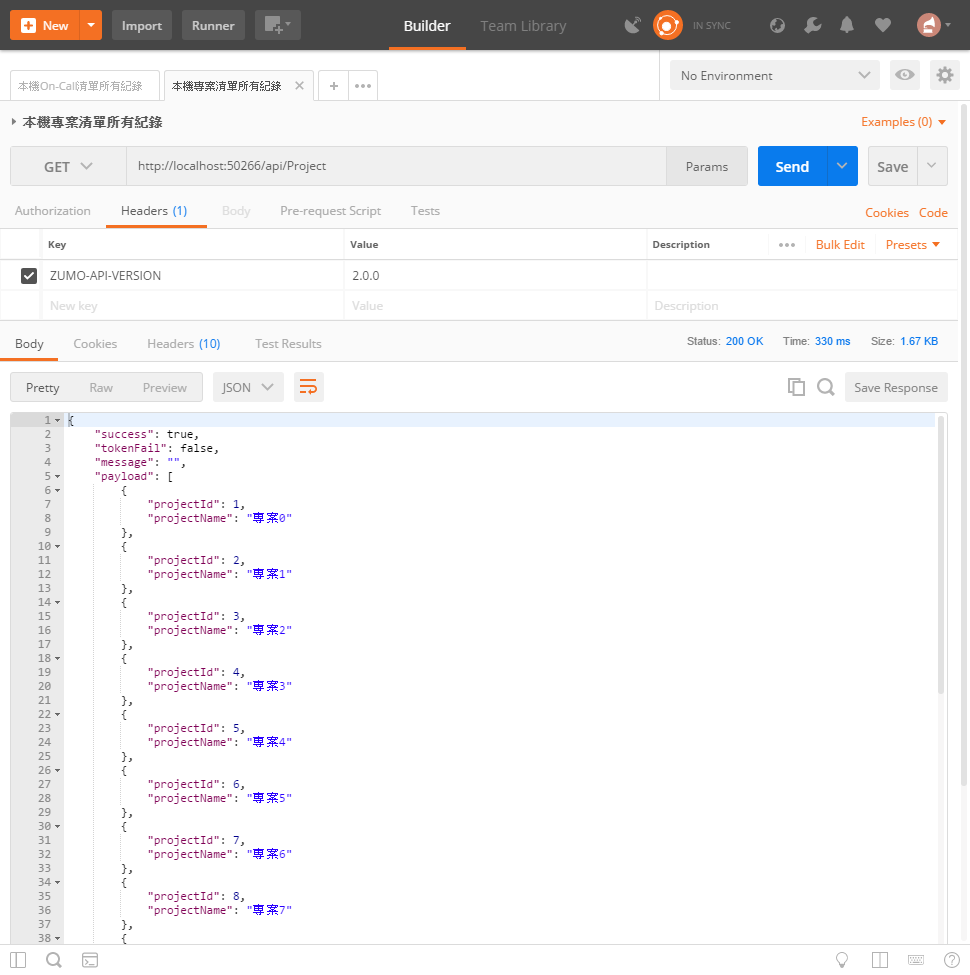 New Import Runner Builder Team Library IN SYNC
本機On-Call清單所有紀錄 本機專案清單所有紀錄 No Environment
本機專案清單所有紀錄 Examples (0)
GET http://localhost:50266/api/Project Params Send Save
Authorization Headers (1) Body Pre-request Script Tests Cookies Code
Key Value Description Bulk Edit Presets
ZUMO-API-VERSION 2.0.0
New key Value Description
Body Cookies Headers (10) Test Results Status: 200 OK Time: 330 ms Size: 1.67 KB
Pretty Raw Preview JSON Save Response
1 {
2 "success": true,
3 "tokenFail": false,
4 "message": "",
5 "payload": [
6 {
7 "projectId": 1,
8 "projectName": "專案0"
9 },
10 {
11 "projectId": 2,
12 "projectName": "專案1"
13 },
14 {
15 "projectId": 3,
16 "projectName": "專案2"
17 },
18 {
19 "projectId": 4,
20 "projectName": "專案3"
21 },
22 {
23 "projectId": 5,
24 "projectName": "專案4"
25 },
26 {
27 "projectId": 6,
28 "projectName": "專案5"
29 },
30 {
31 "projectId": 7,
32 "projectName": "專案6"
33 },
34 {
35 "projectId": 8,
36 "projectName": "專案7"
37 },
38 {